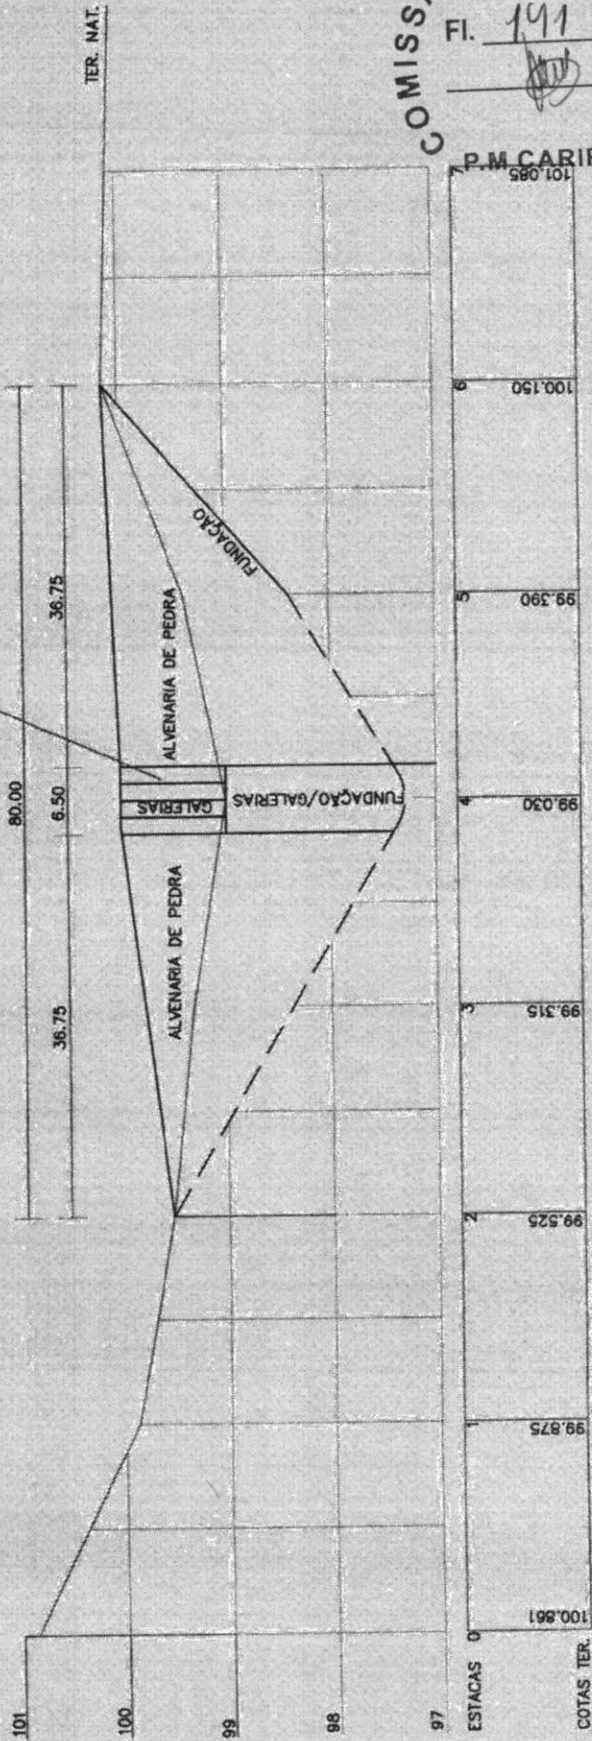 COMISS
Fl. 191
P.M CARIF
TER. NAT.
80.00
36.75 6.50 36.75
ALVENARIA DE PEDRA
GALERIAS
ALVENARIA DE PEDRA
FUNDAÇÃO/GALERIAS
FUNDAÇÃO
101
100
99
98
97
ESTACAS 0 1 2 3 4 5 6 7
COTAS TER. 100.861 99.875 99.525 99.315 99.030 99.390 100.150 101.085